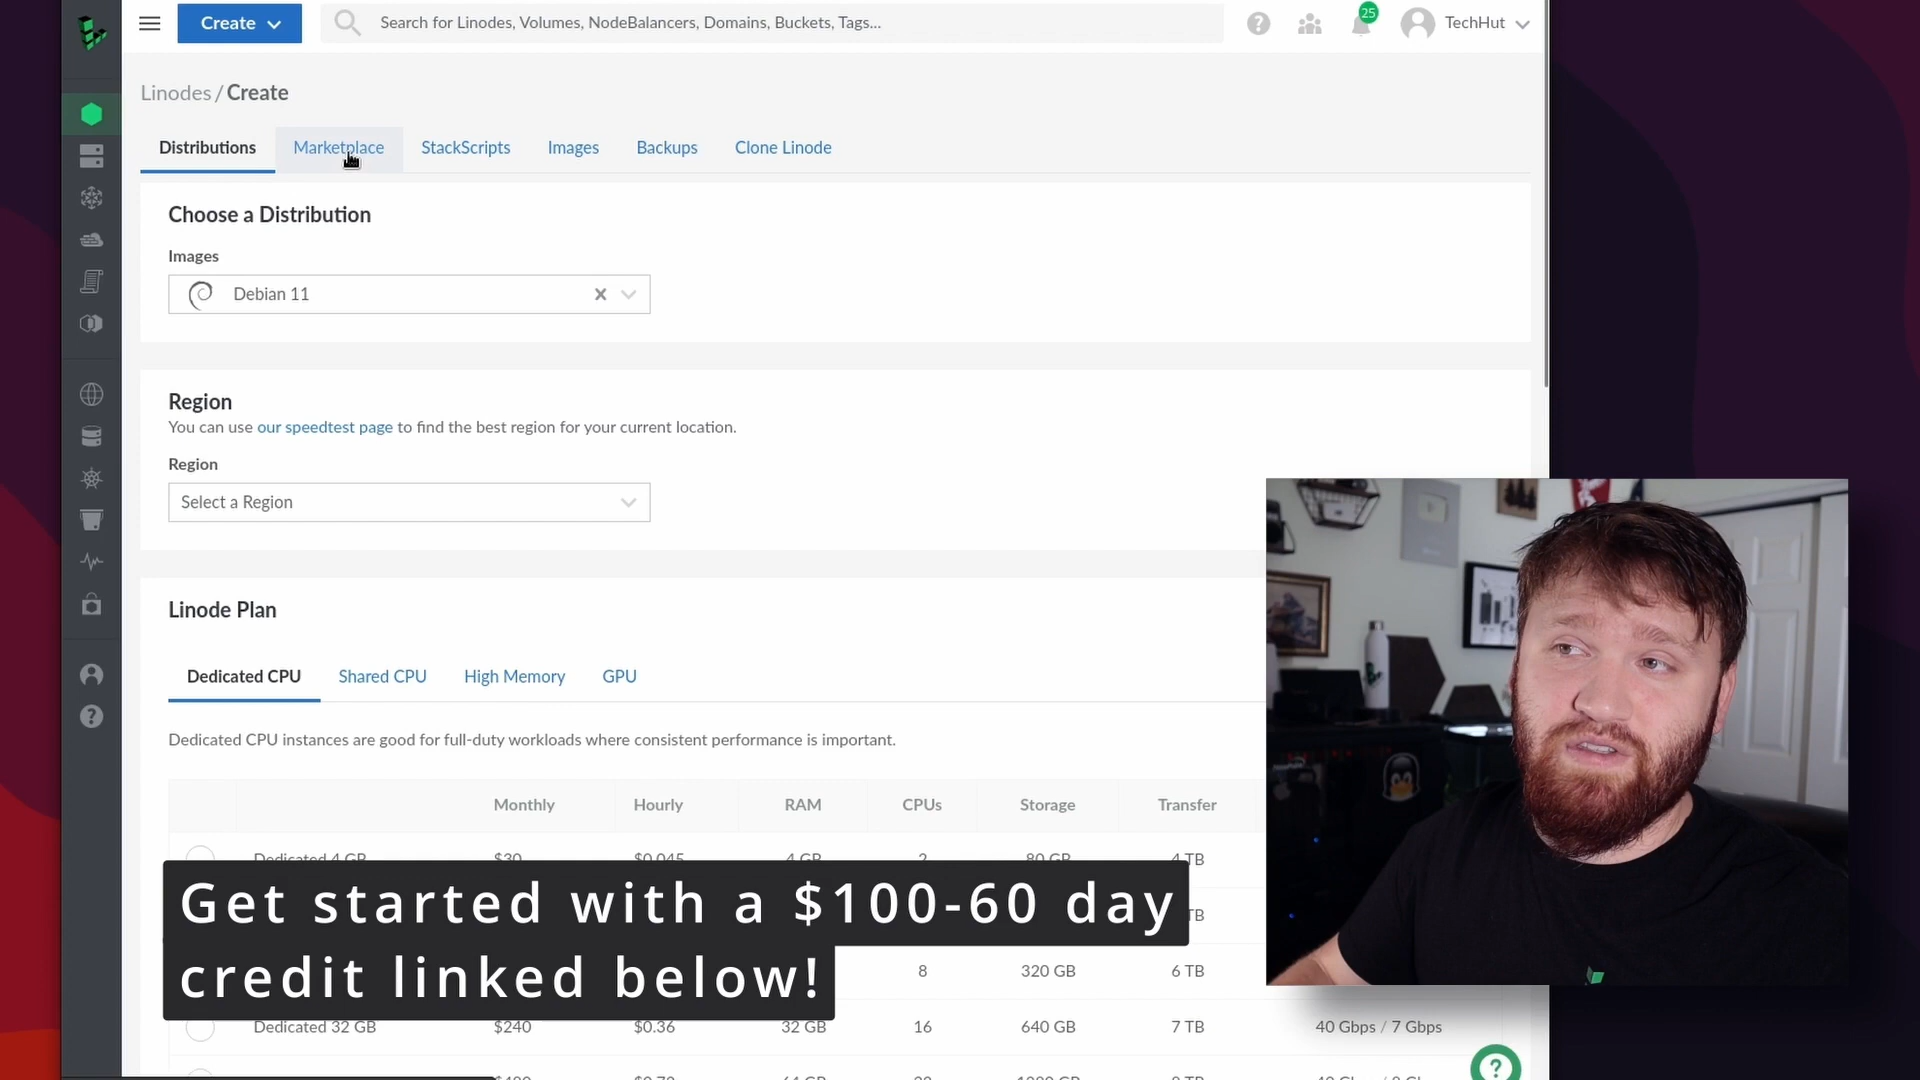 Create
Search for Linodes, Volumes, NodeBalancers, Domains, Buckets, Tags...
25
TechHut
Linodes / Create
Distributions Marketplace StackScripts Images Backups Clone Linode
Choose a Distribution
Images
Debian 11
Region
You can use our speedtest page to find the best region for your current location.
Region
Select a Region
Linode Plan
Dedicated CPU Shared CPU High Memory GPU
Dedicated CPU instances are good for full-duty workloads where consistent performance is important.
Monthly Hourly RAM CPUs Storage Transfer
Dedicated 4 GB $30 $0.045 4 GB 2 80 GB 4 TB
TB
8 320 GB 6 TB
Get started with a $100-60 day
credit linked below!
Dedicated 32 GB $240 $0.36 32 GB 16 640 GB 7 TB 40 Gbps / 7 Gbps